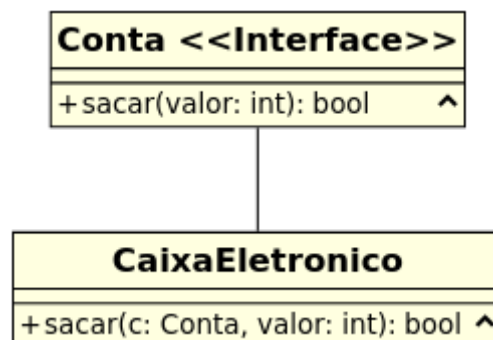 Conta <<Interface>>
+sacar(valor: int): bool
CaixaEletronico
+sacar(c: Conta, valor: int): bool